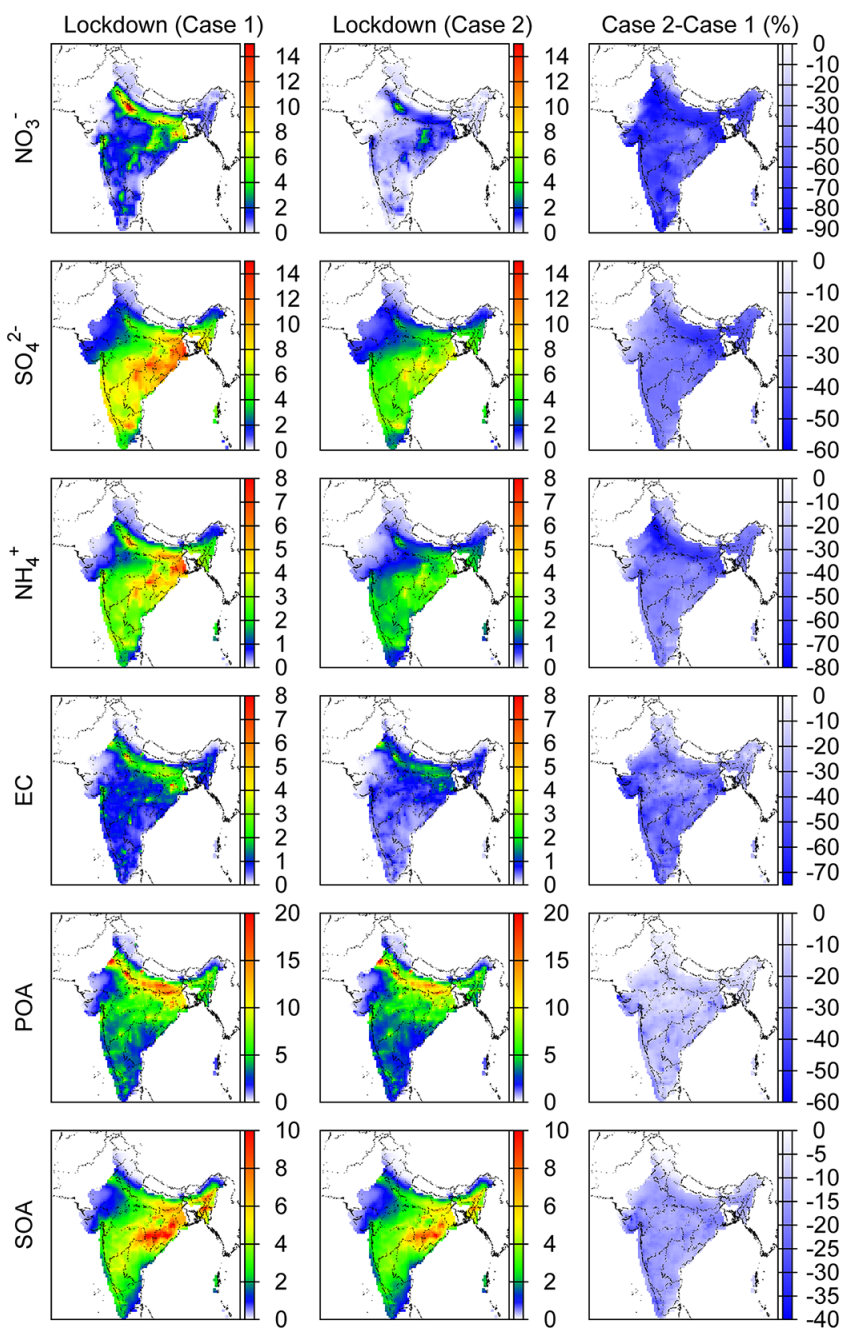 Lockdown (Case 1) Lockdown (Case 2) Case 2-Case 1 (%)
NO3-
14 12 10 8 6 4 2 0
14 12 10 8 6 4 2 0
0 -10 -20 -30 -40 -50 -60 -70 -80 -90
SO42-
14 12 10 8 6 4 2 0
14 12 10 8 6 4 2 0
0 -10 -20 -30 -40 -50 -60
NH4+
8 7 6 5 4 3 2 1 0
8 7 6 5 4 3 2 1 0
0 -10 -20 -30 -40 -50 -60 -70 -80
EC
8 7 6 5 4 3 2 1 0
8 7 6 5 4 3 2 1 0
0 -10 -20 -30 -40 -50 -60 -70
POA
20 15 10 5 0
20 15 10 5 0
0 -10 -20 -30 -40 -50 -60
SOA
10 8 6 4 2 0
10 8 6 4 2 0
0 -5 -10 -15 -20 -25 -30 -35 -40